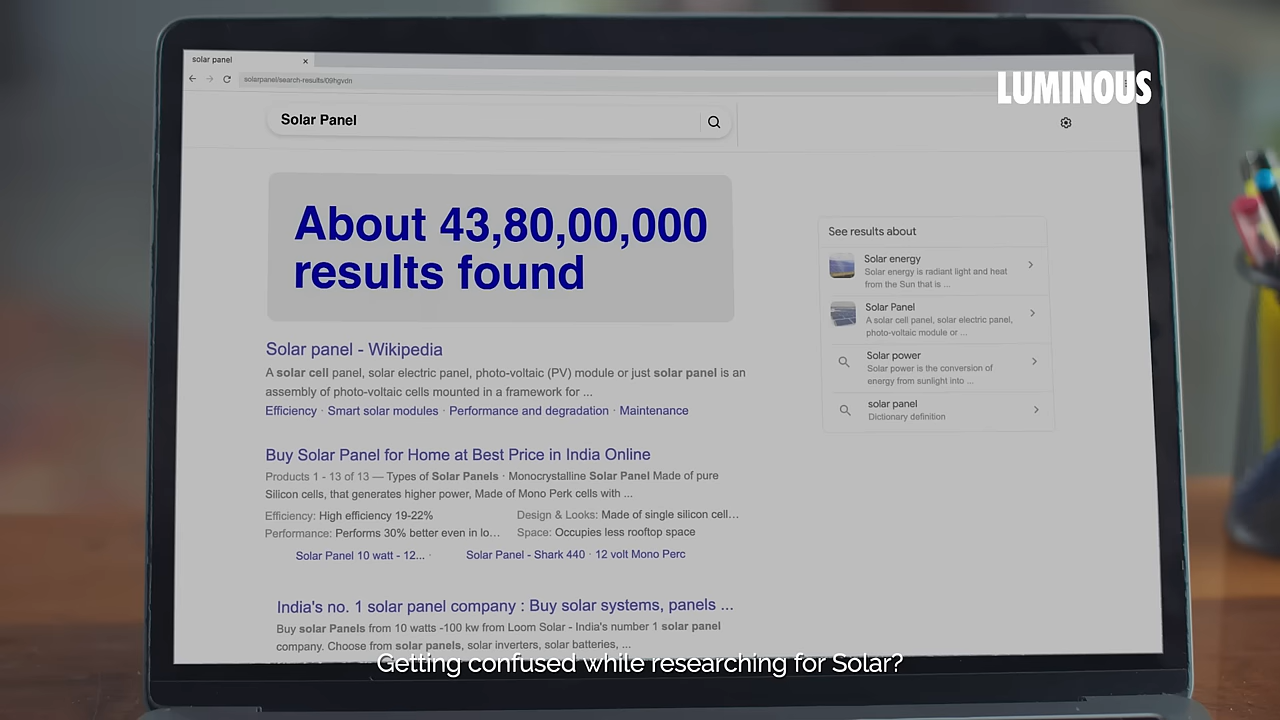 solar panel
solarpanel/search-results/09hgvdn
LUMINOUS
Solar Panel
About 43,80,00,000
results found
Solar panel - Wikipedia
A solar cell panel, solar electric panel, photo-voltaic (PV) module or just solar panel is an
assembly of photo-voltaic cells mounted in a framework for ...
Efficiency · Smart solar modules · Performance and degradation · Maintenance
Buy Solar Panel for Home at Best Price in India Online
Products 1 - 13 of 13 — Types of Solar Panels · Monocrystalline Solar Panel Made of pure
Silicon cells, that generates higher power, Made of Mono Perk cells with ...
Efficiency: High efficiency 19-22%
Design & Looks: Made of single silicon cell...
Performance: Performs 30% better even in lo...
Space: Occupies less rooftop space
Solar Panel 10 watt - 12... ·
Solar Panel - Shark 440 · 12 volt Mono Perc
India's no. 1 solar panel company : Buy solar systems, panels ...
Buy solar Panels from 10 watts -100 kw from Loom Solar - India's number 1 solar panel
company. Choose from solar panels, solar inverters, solar batteries, ...
See results about
Solar energy
Solar energy is radiant light and heat
from the Sun that is ...
Solar Panel
A solar cell panel, solar electric panel,
photo-voltaic module or ...
Solar power
Solar power is the conversion of
energy from sunlight into ...
solar panel
Dictionary definition
Getting confused while researching for Solar?